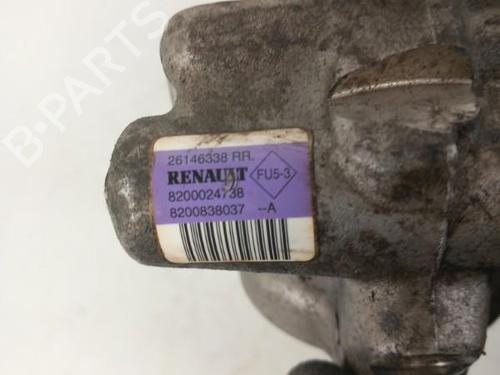 B-PARTS
26146338 RR.
RENAULT FU5-3
8200024738
8200838037 --A